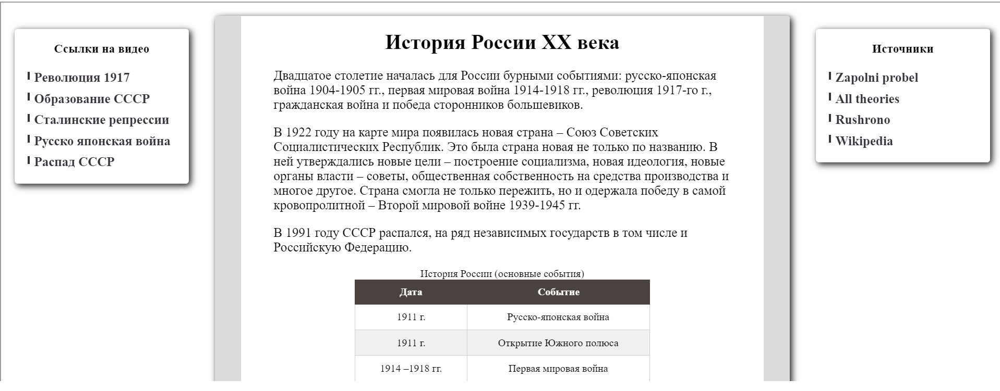 Ссылки на видео
Революция 1917
Образование СССР
Сталинские репрессии
Русско японская война
Распад СССР
История России XX века
Двадцатое столетие началась для России бурными событиями: русско-японская
война 1904-1905 гг., первая мировая война 1914-1918 гг., революция 1917-го г.,
гражданская война и победа сторонников большевиков.
В 1922 году на карте мира появилась новая страна – Союз Советских
Социалистических Республик. Это была страна новая не только по названию. В
ней утверждались новые цели – построение социализма, новая идеология, новые
органы власти – советы, общественная собственность на средства производства и
многое другое. Страна смогла не только пережить, но и одержала победу в самой
кровопролитной – Второй мировой войне 1939-1945 гг.
В 1991 году СССР распался, на ряд независимых государств в том числе и
Российскую Федерацию.
История России (основные события)
Дата Событие
1911 г. Русско-японская война
1911 г. Открытие Южного полюса
1914 –1918 гг. Первая мировая война
Источники
Zapolni probel
All theories
Rushrono
Wikipedia